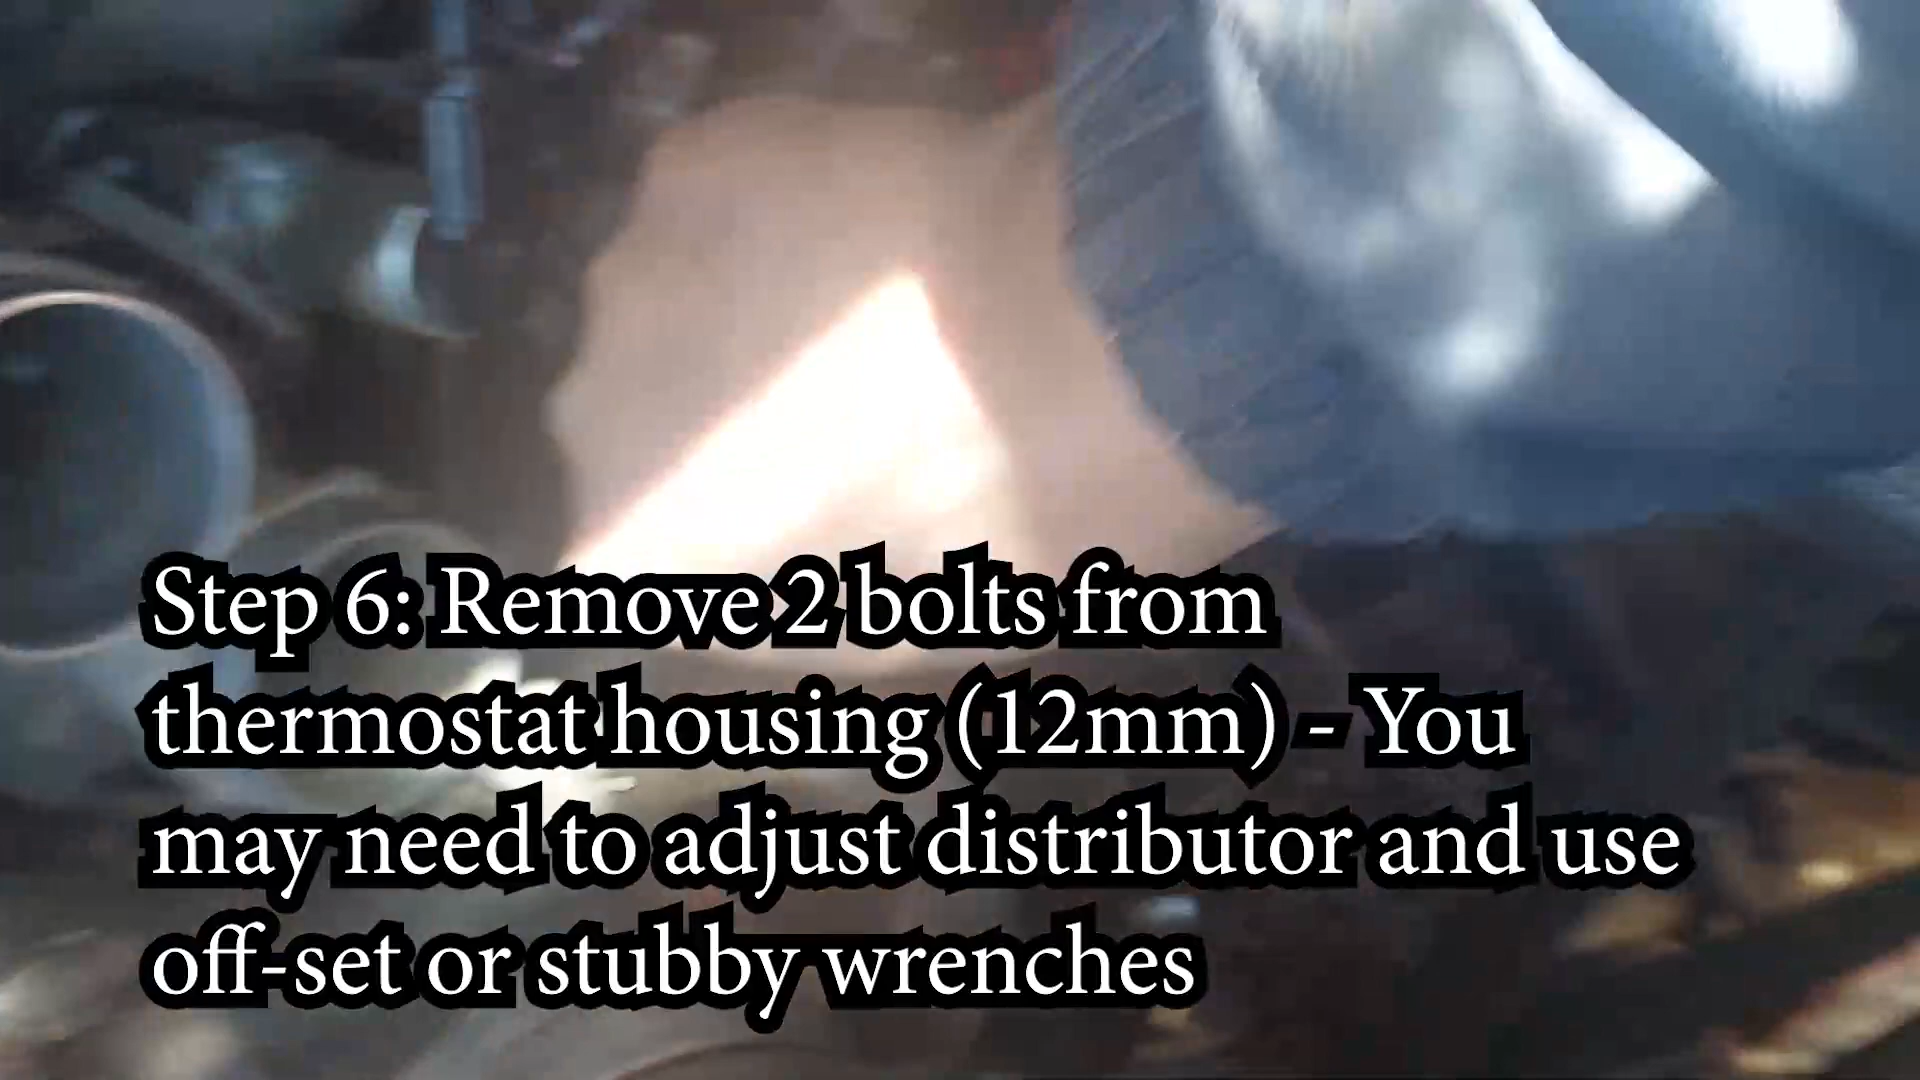 Step 6: Remove 2 bolts from
thermostat housing (12mm) - You
may need to adjust distributor and use
off-set or stubby wrenches